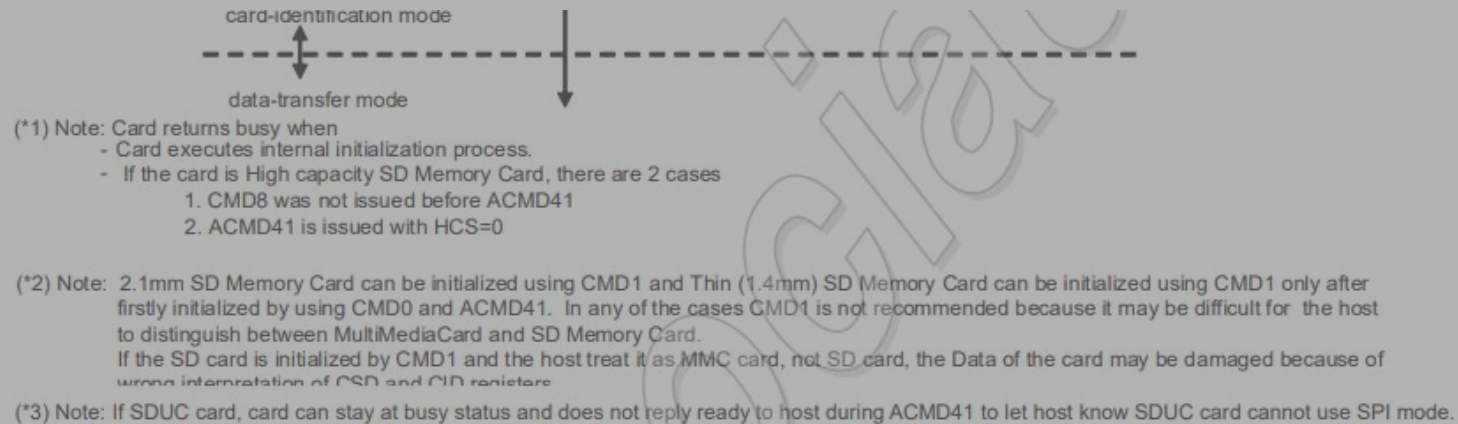 card-identification mode
data-transfer mode
(*1) Note: Card returns busy when
- Card executes internal initialization process.
- If the card is High capacity SD Memory Card, there are 2 cases
1. CMD8 was not issued before ACMD41
2. ACMD41 is issued with HCS=0
(*2) Note: 2.1mm SD Memory Card can be initialized using CMD1 and Thin (1.4mm) SD Memory Card can be initialized using CMD1 only after
firstly initialized by using CMD0 and ACMD41. In any of the cases CMD1 is not recommended because it may be difficult for the host
to distinguish between MultiMediaCard and SD Memory Card.
If the SD card is initialized by CMD1 and the host treat it as MMC card, not SD card, the Data of the card may be damaged because of
wrong interpretation of CSD and CID registers
(*3) Note: If SDUC card, card can stay at busy status and does not reply ready to host during ACMD41 to let host know SDUC card cannot use SPI mode.